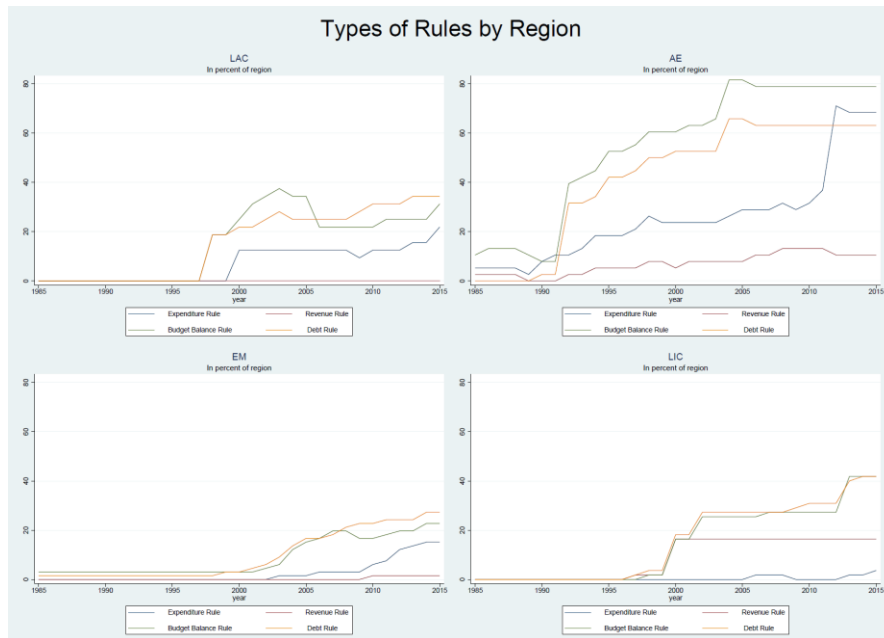 Types of Rules by Region
LAC
In percent of region
80
60
40
20
0
1985 1990 1995 2000 2005 2010 2015
year
Expenditure Rule Revenue Rule
Budget Balance Rule Debt Rule
AE
In percent of region
80
60
40
20
0
1985 1990 1995 2000 2005 2010 2015
year
Expenditure Rule Revenue Rule
Budget Balance Rule Debt Rule
EM
In percent of region
80
60
40
20
0
1985 1990 1995 2000 2005 2010 2015
year
Expenditure Rule Revenue Rule
Budget Balance Rule Debt Rule
LIC
In percent of region
80
60
40
20
0
1985 1990 1995 2000 2005 2010 2015
year
Expenditure Rule Revenue Rule
Budget Balance Rule Debt Rule